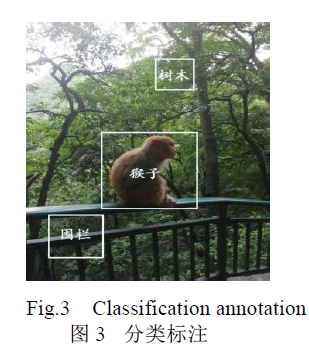 树木
猴子
围栏
Fig.3 Classification annotation
图 3 分类标注